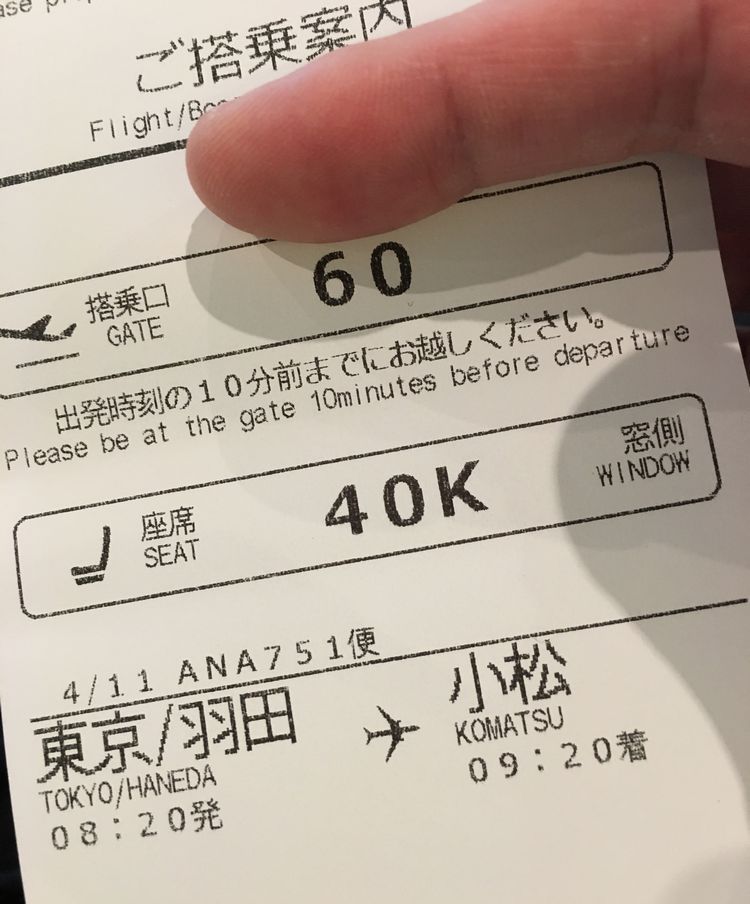 ご搭乗案内
Flight/
搭乗口
GATE
60
出発時刻の10分前までにお越しください。
Please be at the gate 10minutes before departure
座席
SEAT
40K
窓側
WINDOW
4/11 ANA751便
東京/羽田
TOKYO/HANEDA
08:20発
小松
KOMATSU
09:20着